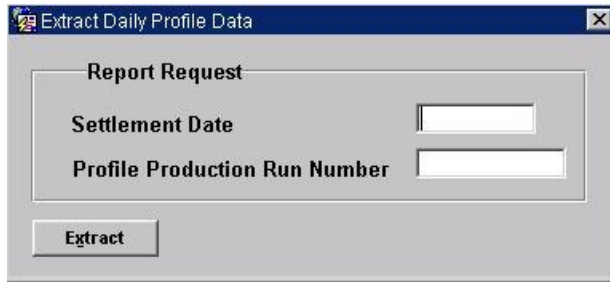 Extract Daily Profile Data
Report Request
Settlement Date
Profile Production Run Number
Extract